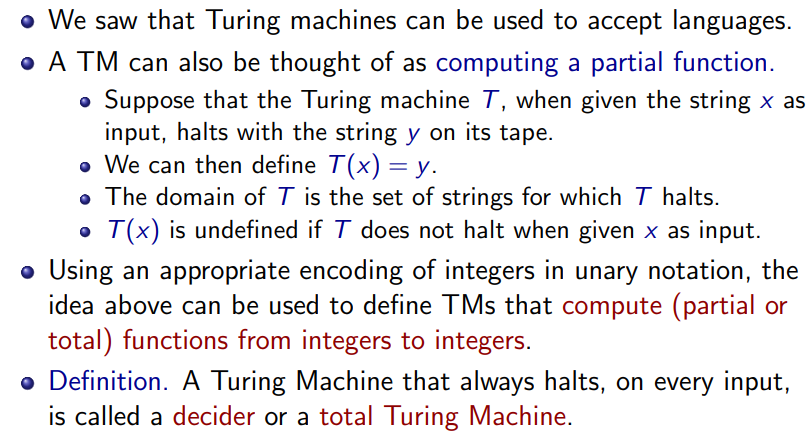 We saw that Turing machines can be used to accept languages.
A TM can also be thought of as computing a partial function.
Suppose that the Turing machine T, when given the string x as
input, halts with the string y on its tape.
We can then define T(x) = y.
The domain of T is the set of strings for which T halts.
T(x) is undefined if T does not halt when given x as input.
Using an appropriate encoding of integers in unary notation, the
idea above can be used to define TMs that compute (partial or
total) functions from integers to integers.
Definition. A Turing Machine that always halts, on every input,
is called a decider or a total Turing Machine.